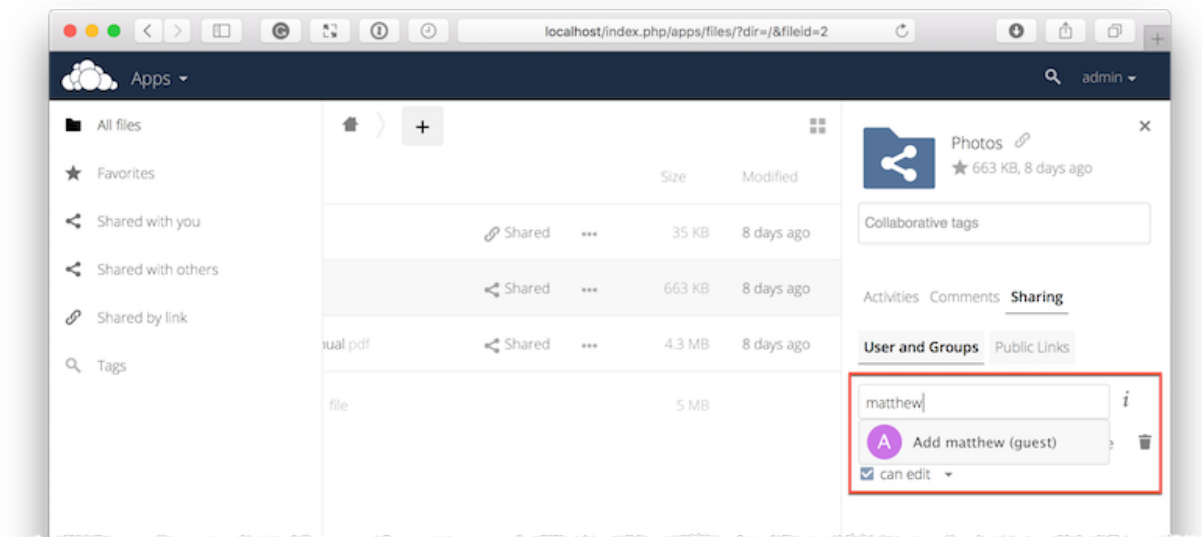 localhost/index.php/apps/files/?dir=/&fileid=2
Apps
admin
All files
Favorites
Shared with you
Shared with others
Shared by link
Tags
Size Modified
Shared 35 KB 8 days ago
Shared 663 KB 8 days ago
nual.pdf Shared 4.3 MB 8 days ago
file 5 MB
Photos
663 KB, 8 days ago
Collaborative tags
Activities Comments Sharing
User and Groups Public Links
matthew
i
A Add matthew (guest)
can edit